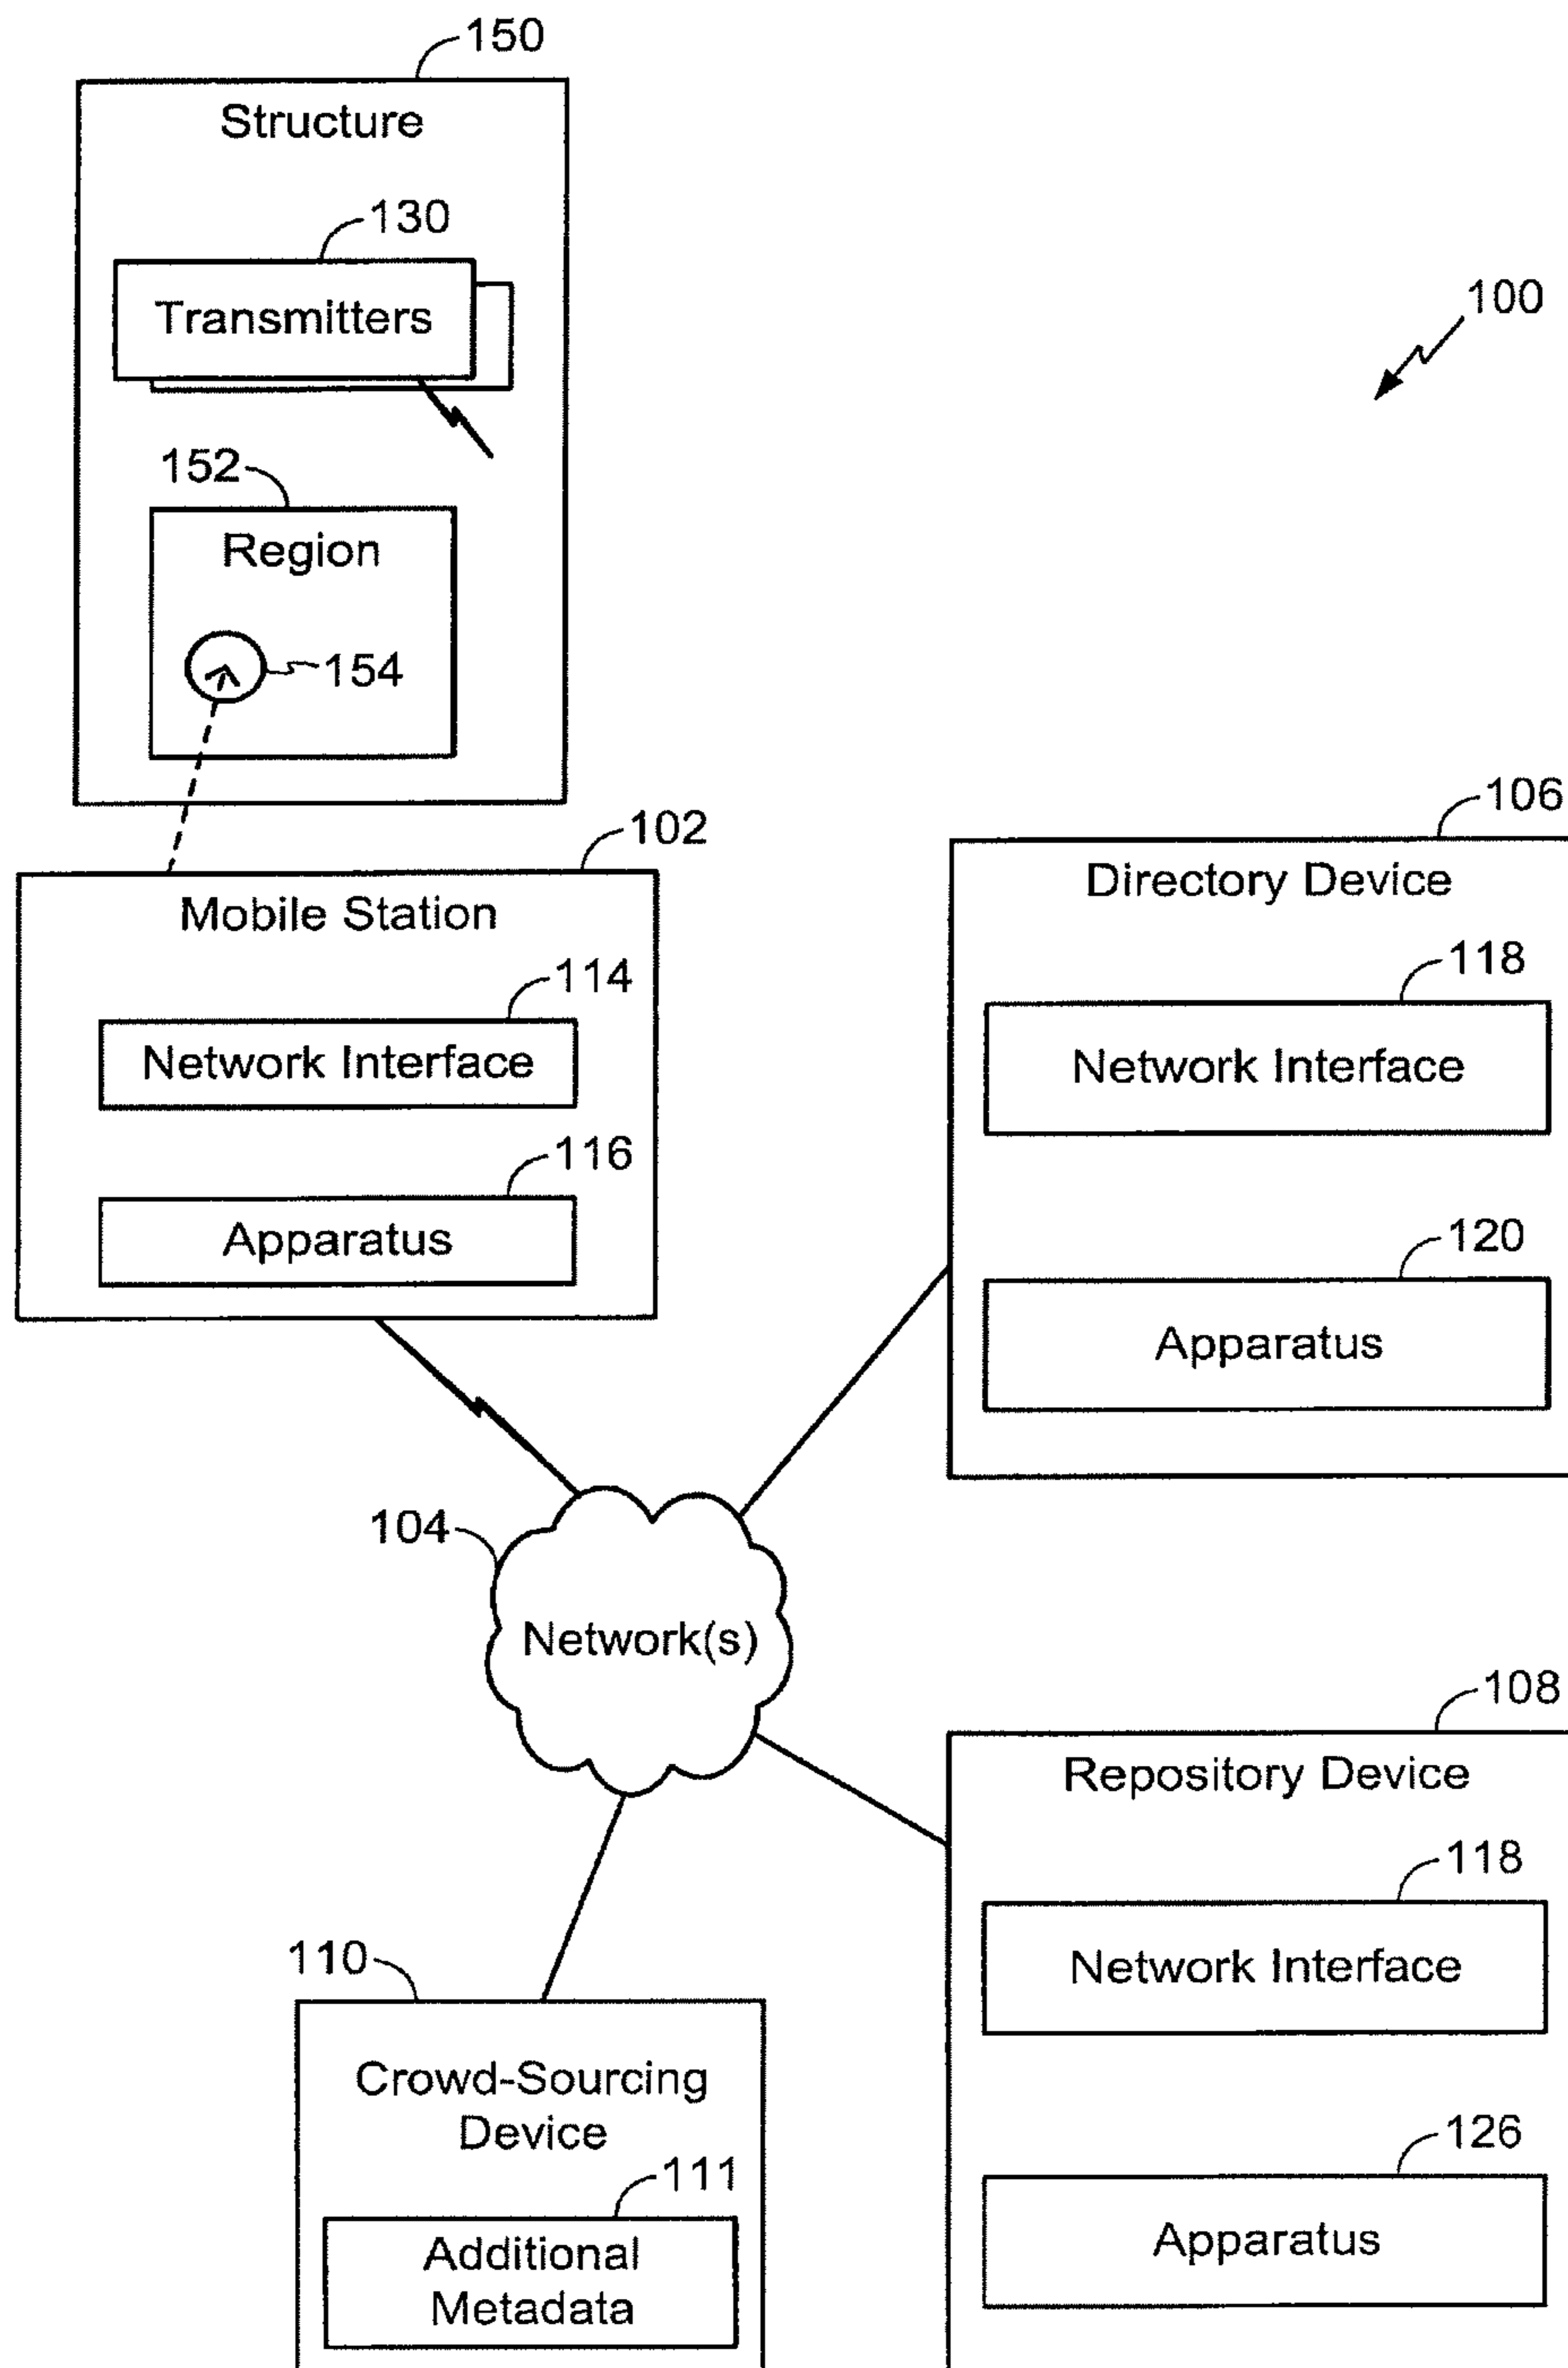 150
Structure
130
Transmitters
100
152
Region
154
102
Mobile Station
114
Network Interface
116
Apparatus
106
Directory Device
118
Network Interface
120
Apparatus
104
Network(s)
108
Repository Device
118
Network Interface
126
Apparatus
110
Crowd-Sourcing
Device
111
Additional
Metadata